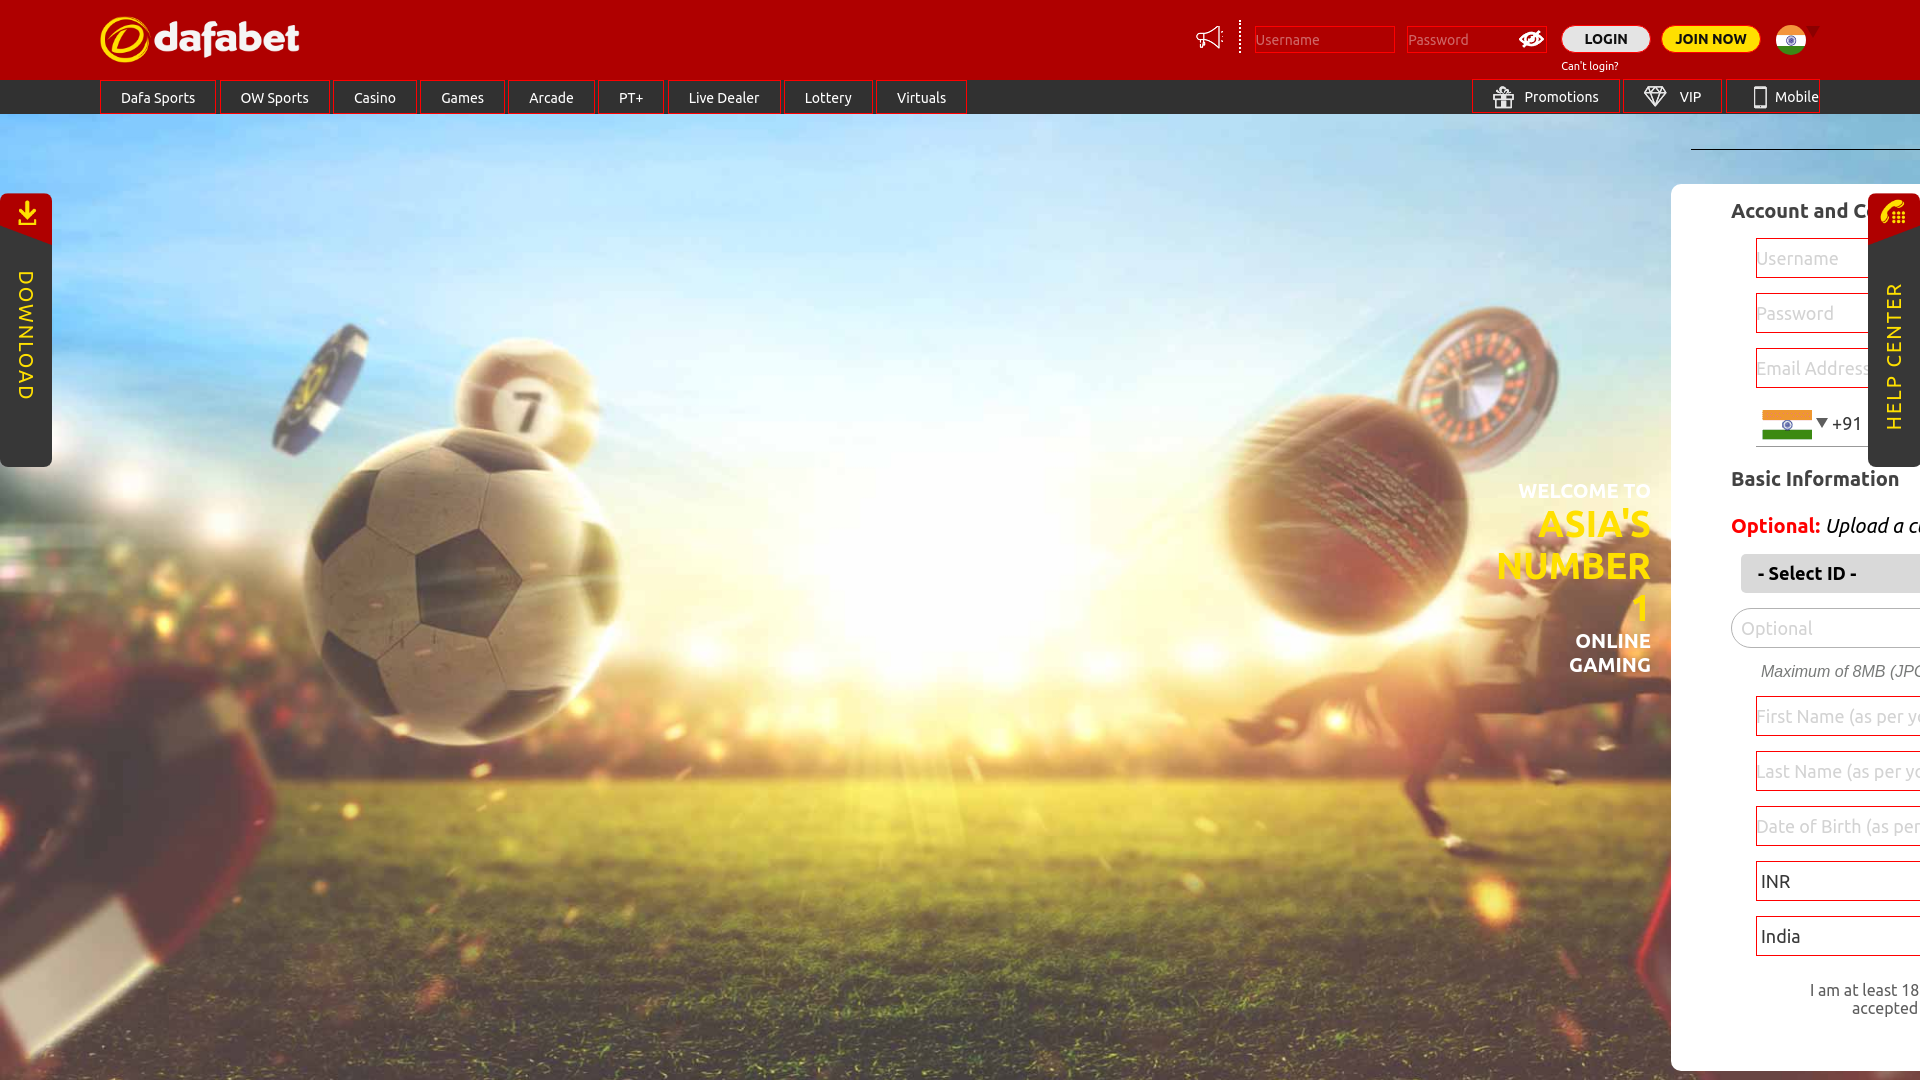 dafabet
Username
Password
LOGIN
JOIN NOW
Can't login?
Dafa Sports
OW Sports
Casino
Games
Arcade
PT+
Live Dealer
Lottery
Virtuals
Promotions
VIP
Mobile
DOWNLOAD
HELP CENTER
7
WELCOME TO
ASIA'S
NUMBER
1
ONLINE
GAMING
Account and C
Username
Password
Email Address
+91
Basic Information
Optional: Upload a c
- Select ID -
Optional
Maximum of 8MB (JPG
First Name (as per yo
Last Name (as per yo
Date of Birth (as per
INR
India
I am at least 18
accepted